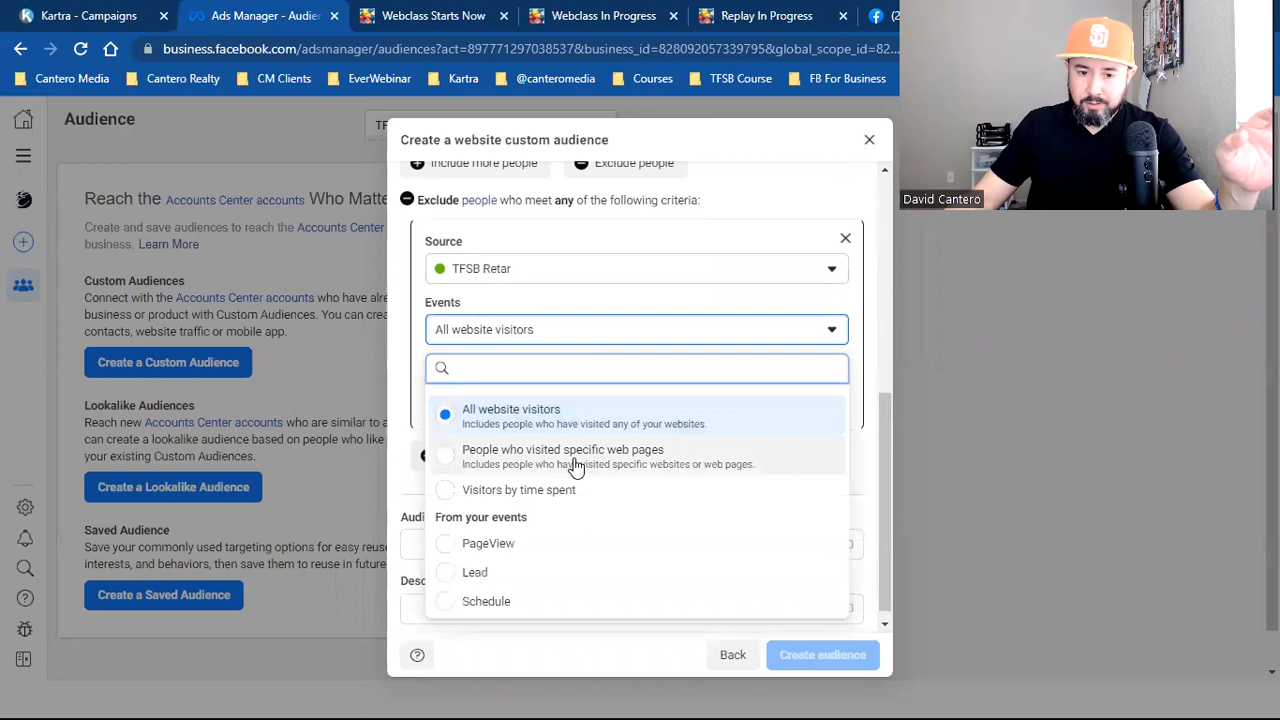 Kartra - Campaigns
Ads Manager - Audien
Webclass Starts Now
Webclass In Progress
Replay In Progress
(2
business.facebook.com/adsmanager/audiences?act=897771297038537&business_id=828092057339795&global_scope_id=82...
Cantero Media
Cantero Realty
CM Clients
EverWebinar
Kartra
@canteromedia
Courses
TFSB Course
FB For Business
David Cantero
Audience
TF
Reach the Accounts Center accounts Who Matte
Create and save audiences to reach the Accounts Center
business. Learn More
Custom Audiences
Connect with the Accounts Center accounts who have alre
business or product with Custom Audiences. You can crea
contacts, website traffic or mobile app.
Create a Custom Audience
Lookalike Audiences
Reach new Accounts Center accounts who are similar to a
can create a lookalike audience based on people who like
your existing Custom Audiences.
Create a Lookalike Audience
Saved Audience
Save your commonly used targeting options for easy reuse
interests, and behaviors, then save them to reuse in future
Create a Saved Audience
Create a website custom audience
Include more people
Exclude people
Exclude people who meet any of the following criteria:
Source
TFSB Retar
Events
All website visitors
All website visitors
Includes people who have visited any of your websites.
People who visited specific web pages
Includes people who have visited specific websites or web pages.
Visitors by time spent
From your events
PageView
Lead
Schedule
Audi
0
Desc
0
Back
Create audience